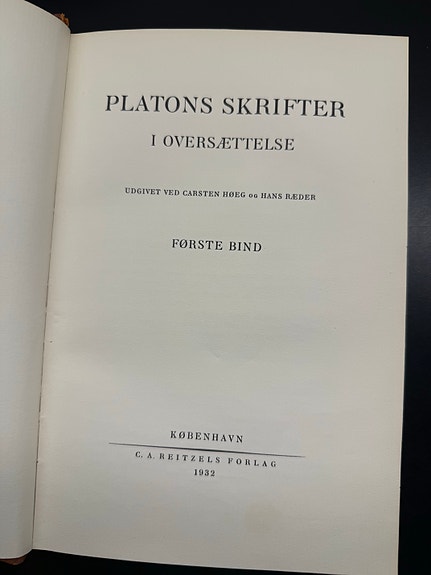 PLATONS SKRIFTER
I OVERSÆTTELSE
UDGIVET VED CARSTEN HØEG OG HANS RÆDER
FØRSTE BIND
KØBENHAVN
C. A. REITZELS FORLAG
1932